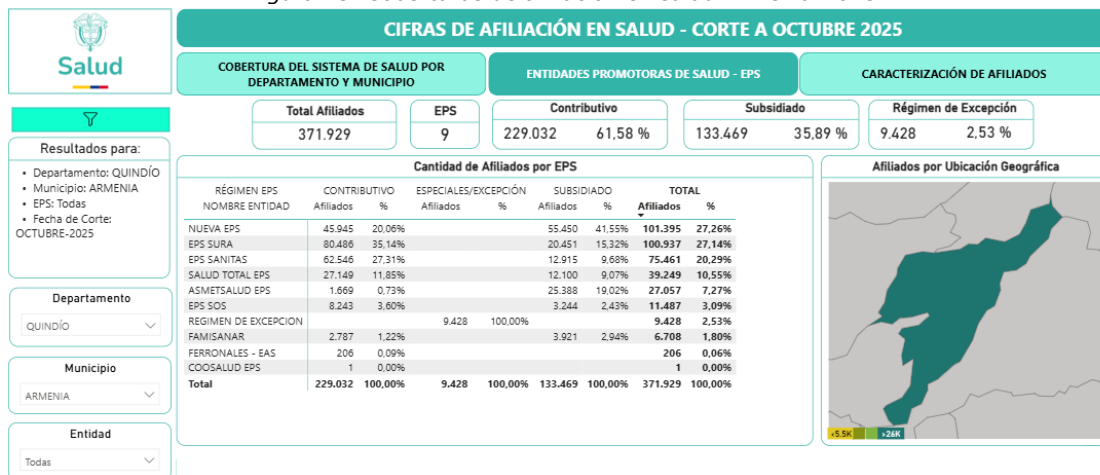 CIFRAS DE AFILIACIÓN EN SALUD - CORTE A OCTUBRE 2025
Salud
COBERTURA DEL SISTEMA DE SALUD POR
DEPARTAMENTO Y MUNICIPIO
ENTIDADES PROMOTORAS DE SALUD - EPS
CARACTERIZACIÓN DE AFILIADOS
Total Afiliados
371.929
EPS
9
Contributivo
229.032 61,58 %
Subsidiado
133.469 35,89 %
Régimen de Excepción
9.428 2,53 %
Resultados para:
• Departamento: QUINDÍO
• Municipio: ARMENIA
• EPS: Todas
• Fecha de Corte:
OCTUBRE-2025
Departamento
QUINDÍO
Municipio
ARMENIA
Entidad
Todas
Cantidad de Afiliados por EPS
RÉGIMEN EPS CONTRIBUTIVO ESPECIALES/EXCEPCIÓN SUBSIDIADO TOTAL
NOMBRE ENTIDAD Afiliados % Afiliados % Afiliados % Afiliados %
NUEVA EPS 45.945 20,06% 55.450 41,55% 101.395 27,26%
EPS SURA 80.486 35,14% 20.451 15,32% 100.937 27,14%
EPS SANITAS 62.546 27,31% 12.915 9,68% 75.461 20,29%
SALUD TOTAL EPS 27.149 11,85% 12.100 9,07% 39.249 10,55%
ASMETSALUD EPS 1.669 0,73% 25.388 19,02% 27.057 7,27%
EPS SOS 8.243 3,60% 3.244 2,43% 11.487 3,09%
REGIMEN DE EXCEPCION 9.428 100,00% 9.428 2,53%
FAMISANAR 2.787 1,22% 3.921 2,94% 6.708 1,80%
FERRONALES - EAS 206 0,09% 206 0,06%
COOSALUD EPS 1 0,00% 1 0,00%
Total 229.032 100,00% 9.428 100,00% 133.469 100,00% 371.929 100,00%
Afiliados por Ubicación Geográfica
<5.5K >26K